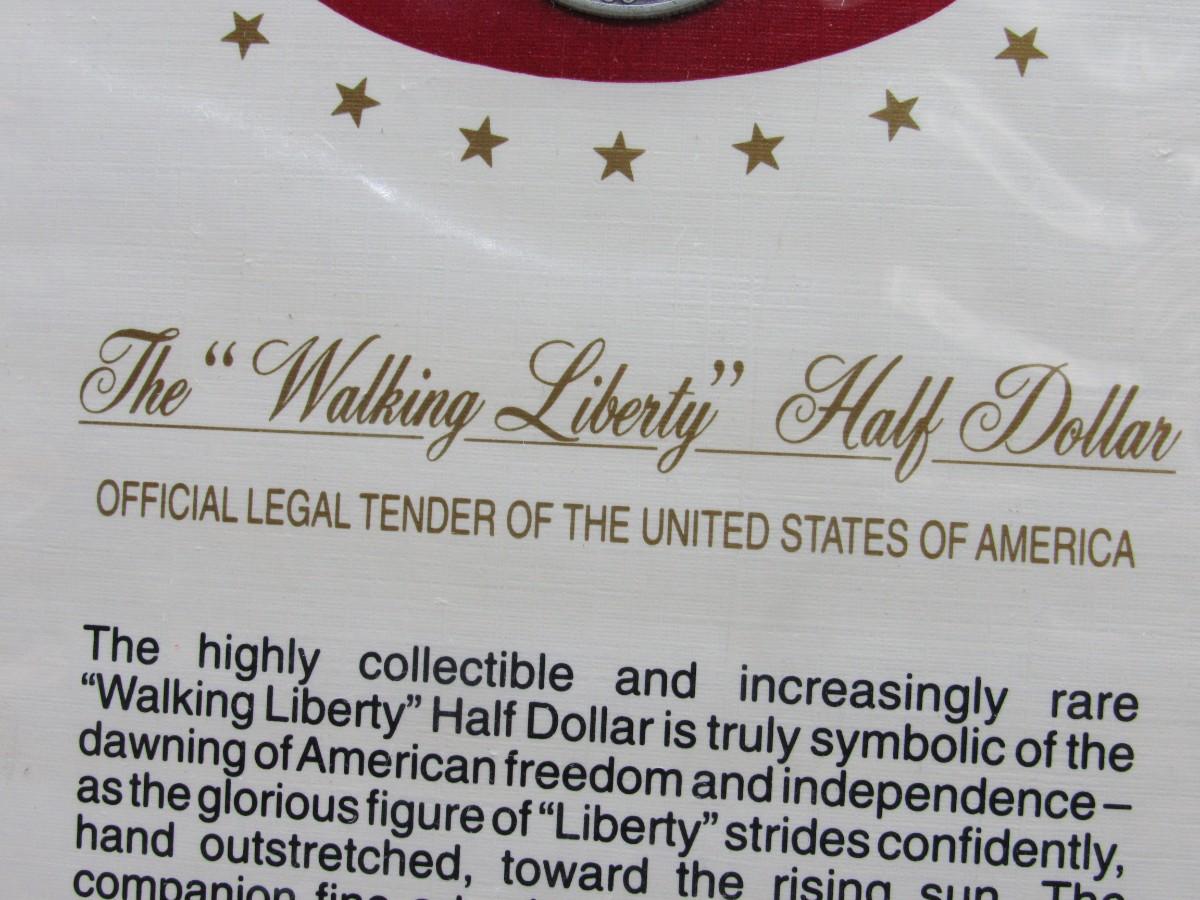 The “Walking Liberty” Half Dollar
OFFICIAL LEGAL TENDER OF THE UNITED STATES OF AMERICA
The highly collectible and increasingly rare
“Walking Liberty” Half Dollar is truly symbolic of the
dawning of American freedom and independence–
as the glorious figure of “Liberty” strides confidently,
hand outstretched, toward the rising sun. The
companion